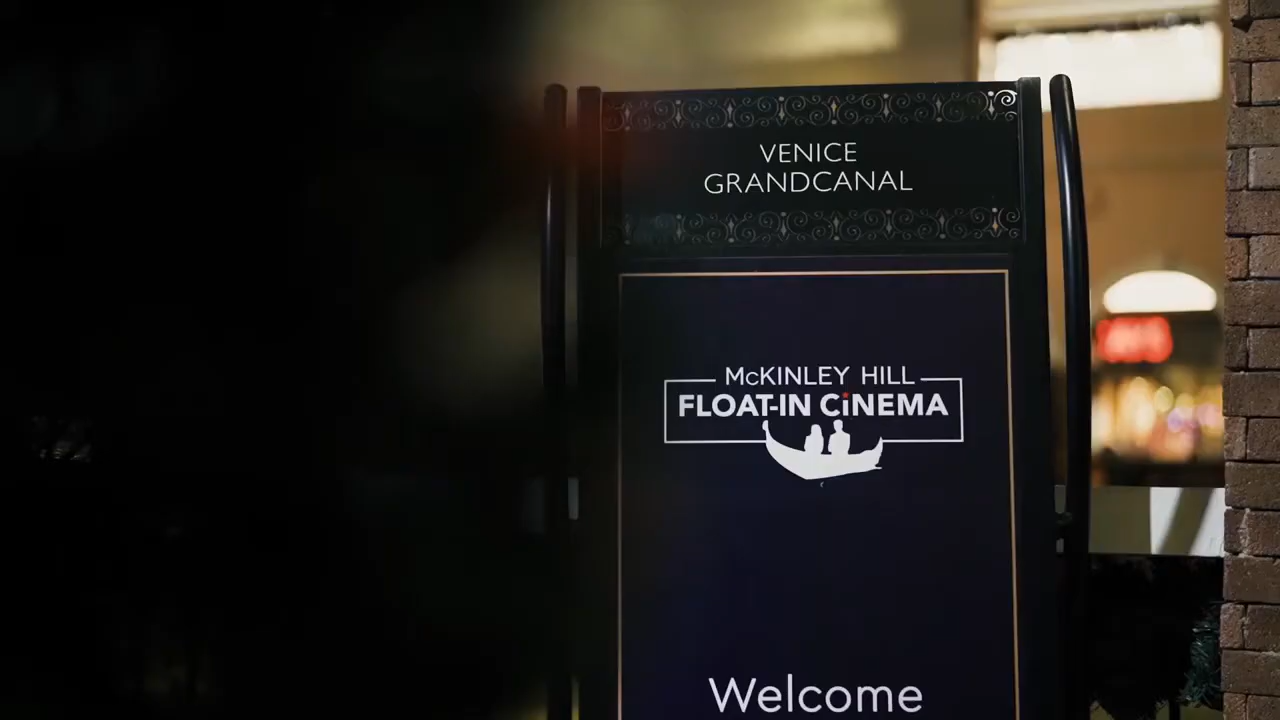 VENICE
GRANDCANAL
McKINLEY HILL
FLOAT-IN CiNEMA
Welcome